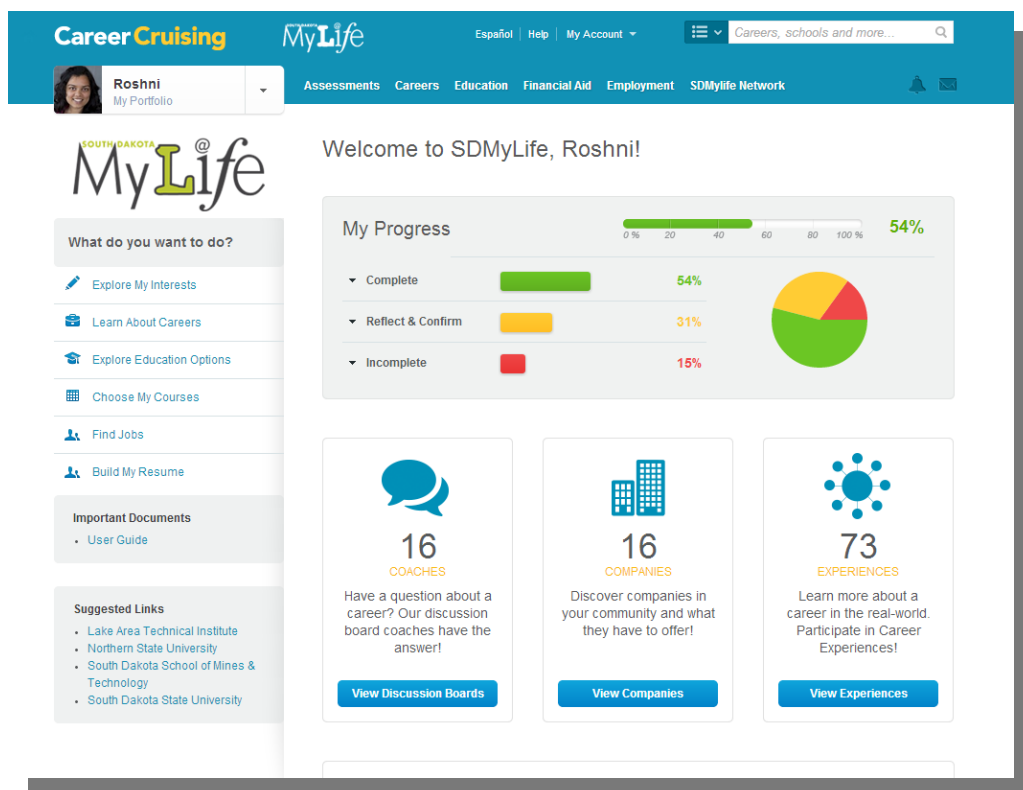 CareerCruising
SOUTH DAKOTA
MyLife
Español
Help
My Account
Careers, schools and more...
Roshni
My Portfolio
Assessments
Careers
Education
Financial Aid
Employment
SDMylife Network
SOUTH DAKOTA
MyL@ife
Welcome to SDMyLife, Roshni!
What do you want to do?
Explore My Interests
Learn About Careers
Explore Education Options
Choose My Courses
Find Jobs
Build My Resume
Important Documents
User Guide
Suggested Links
Lake Area Technical Institute
Northern State University
South Dakota School of Mines &
Technology
South Dakota State University
My Progress
0 %
20
40
60
80
100 %
54%
Complete
54%
Reflect & Confirm
31%
Incomplete
15%
16
COACHES
Have a question about a
career? Our discussion
board coaches have the
answer!
View Discussion Boards
16
COMPANIES
Discover companies in
your community and what
they have to offer!
View Companies
73
EXPERIENCES
Learn more about a
career in the real-world.
Participate in Career
Experiences!
View Experiences